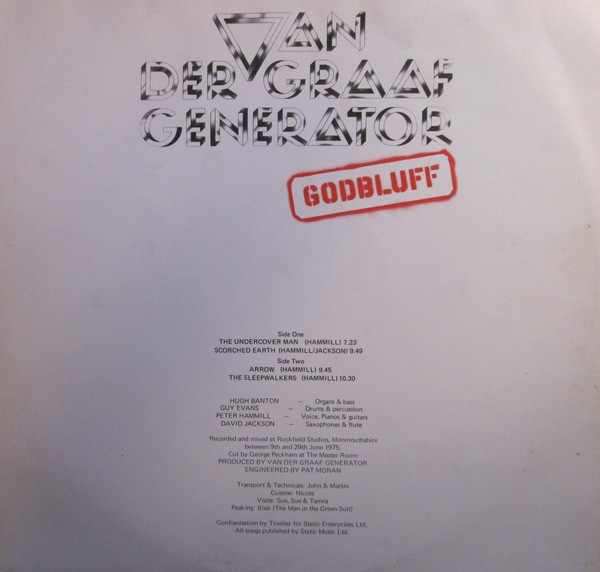 VAN
DER GRAAF
GENERATOR
GODBLUFF
Side One
THE UNDERCOVER MAN (HAMMILL) 7.23
SCORCHED EARTH (HAMMILL/JACKSON) 9.49
Side Two
ARROW (HAMMILL) 9.45
THE SLEEPWALKERS (HAMMILL) 10.30
HUGH BANTON – Organs & bass
GUY EVANS – Drums & percussion
PETER HAMMILL – Voice, Pianos & guitars
DAVID JACKSON – Saxophones & flute
Recorded and mixed at Rockfield Studios, Monmouthshire
between 9th and 29th June 1975.
Cut by George Peckham at The Master Room
PRODUCED BY VAN DER GRAAF GENERATOR
ENGINEERED BY PAT MORAN
Transport & Technicals: John & Martin
Cuisine: Nicole
Visits: Sue, Sue & Tamra
Peaking: Blair (The Man in the Green Suit)
Gordianisation by Troeller for Static Enterprises Ltd.
All songs published by Static Music Ltd.